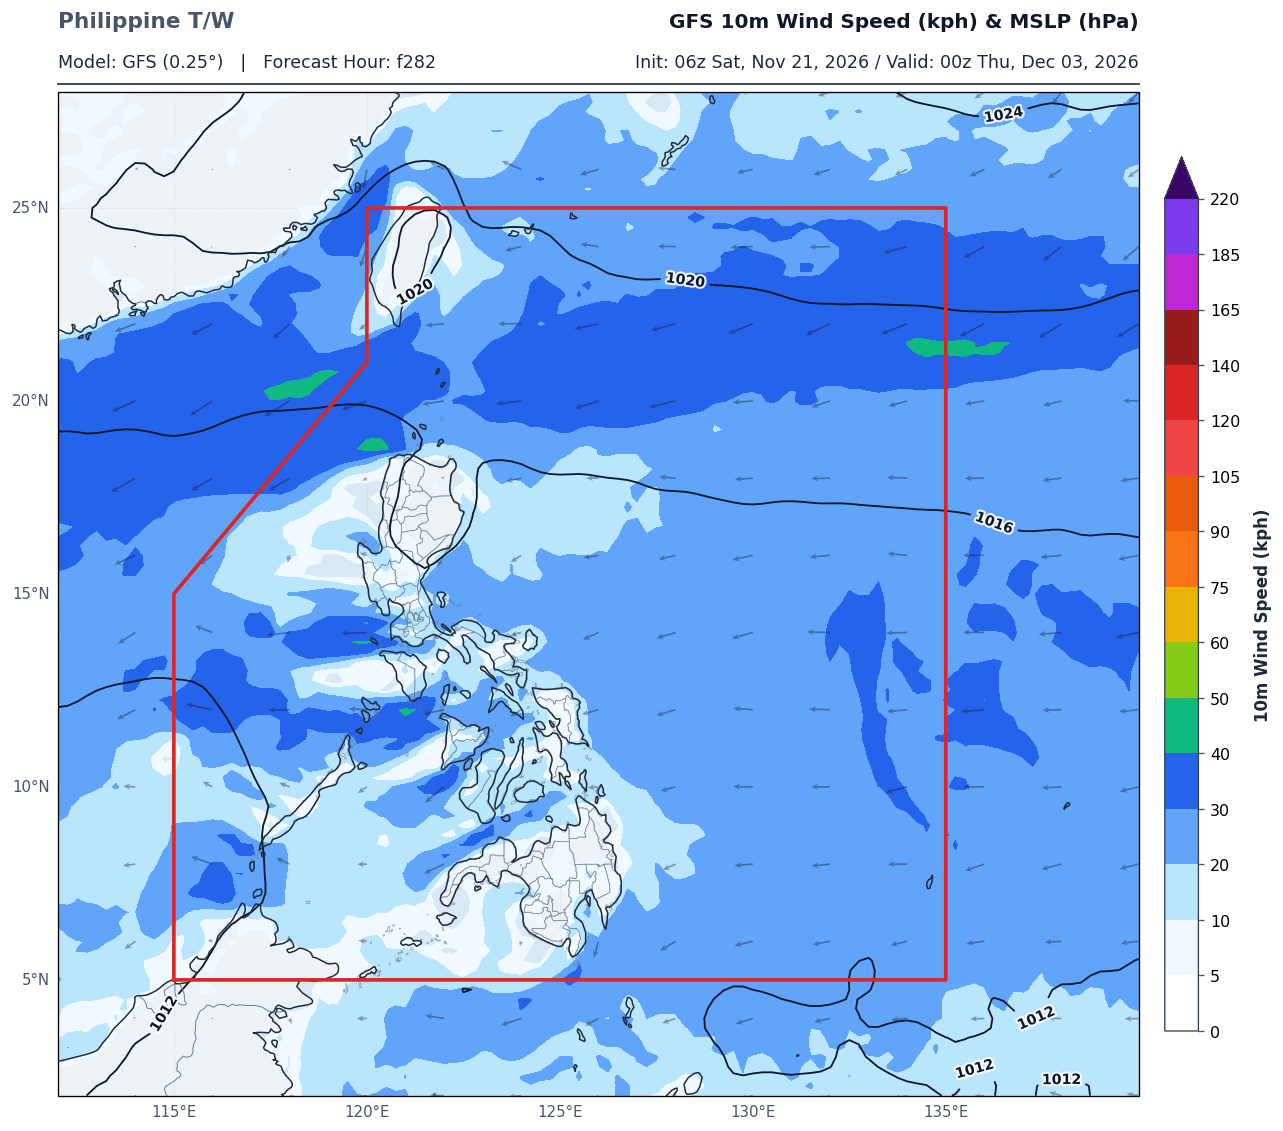 Philippine T/W
GFS 10m Wind Speed (kph) & MSLP (hPa)
Model: GFS (0.25°)   |   Forecast Hour: f282
Init: 06z Sat, Nov 21, 2026 / Valid: 00z Thu, Dec 03, 2026
1024
25°N
1020
1020
20°N
1016
15°N
10°N
5°N
1012
1012
1012
1012
115°E
120°E
125°E
130°E
135°E
220
185
165
140
120
105
90
75
60
50
40
30
20
10
5
0
10m Wind Speed (kph)